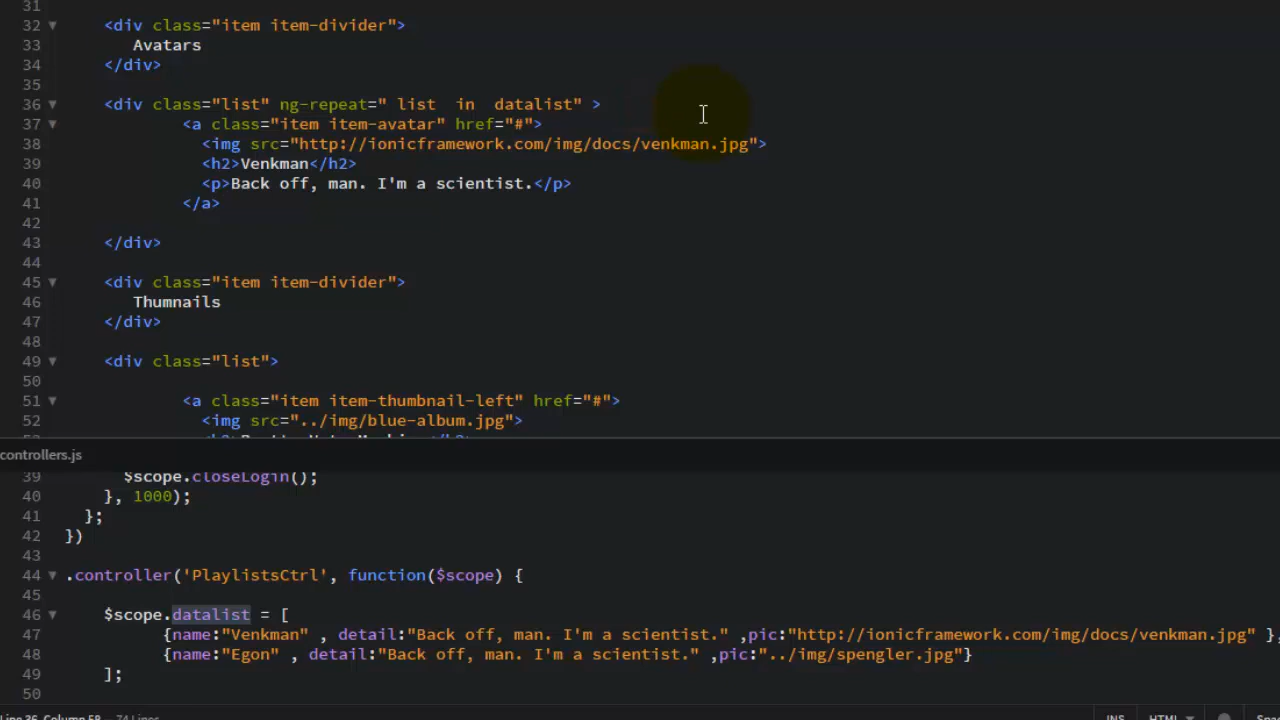 31
32 <div class="item item-divider">
33 Avatars
34 </div>
35
36 <div class="list" ng-repeat=" list  in  datalist" >
37 <a class="item item-avatar" href="#">
38 <img src="http://ionicframework.com/img/docs/venkman.jpg">
39 <h2>Venkman</h2>
40 <p>Back off, man. I'm a scientist.</p>
41 </a>
42
43 </div>
44
45 <div class="item item-divider">
46 Thumnails
47 </div>
48
49 <div class="list">
50
51 <a class="item item-thumbnail-left" href="#">
52 <img src="../img/blue-album.jpg">
controllers.js
39 $scope.closeLogin();
40 }, 1000);
41 };
42 })
43
44 .controller('PlaylistsCtrl', function($scope) {
45
46 $scope.datalist = [
47 {name:"Venkman" , detail:"Back off, man. I'm a scientist." ,pic:"http://ionicframework.com/img/docs/venkman.jpg" },
48 {name:"Egon" , detail:"Back off, man. I'm a scientist." ,pic:"../img/spengler.jpg"}
49 ];
50
Line 36, Column 58 — 74 Lines INS HTML